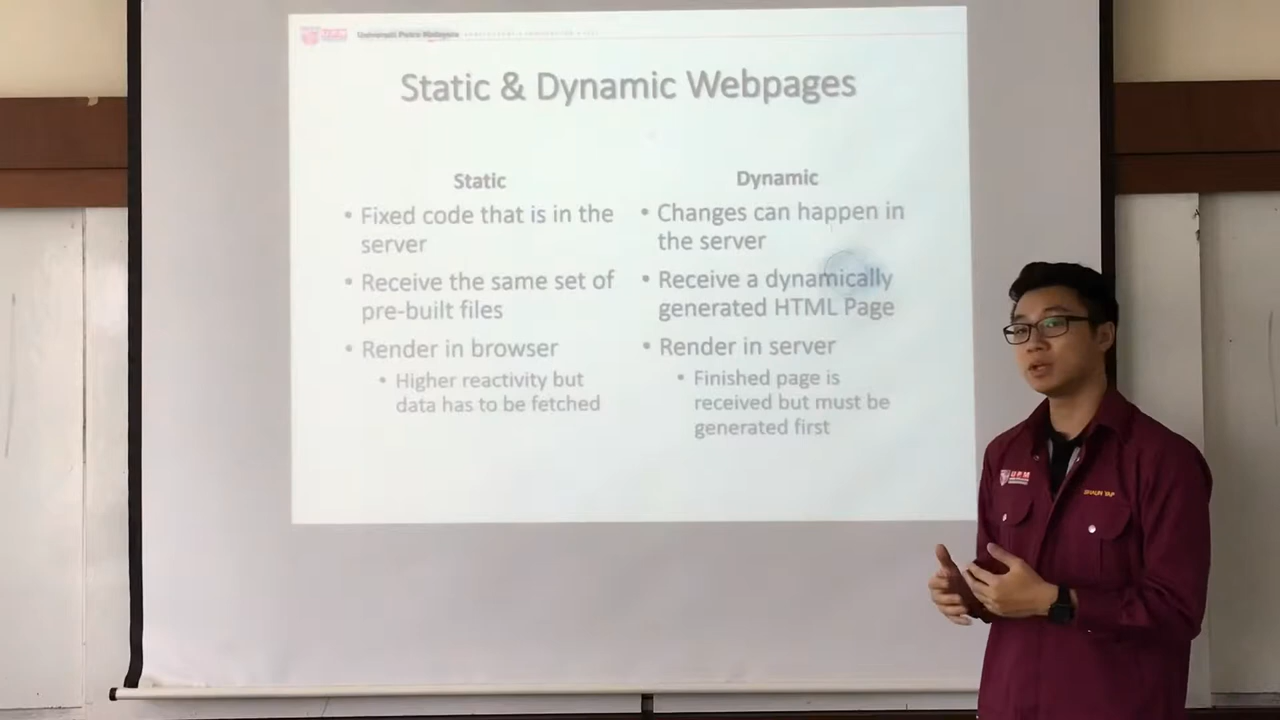 UPM
Universiti Putra Malaysia
Static & Dynamic Webpages
Static
• Fixed code that is in the
server
• Receive the same set of
pre-built files
• Render in browser
• Higher reactivity but
data has to be fetched
Dynamic
• Changes can happen in
the server
• Receive a dynamically
generated HTML Page
• Render in server
• Finished page is
received but must be
generated first
UPM